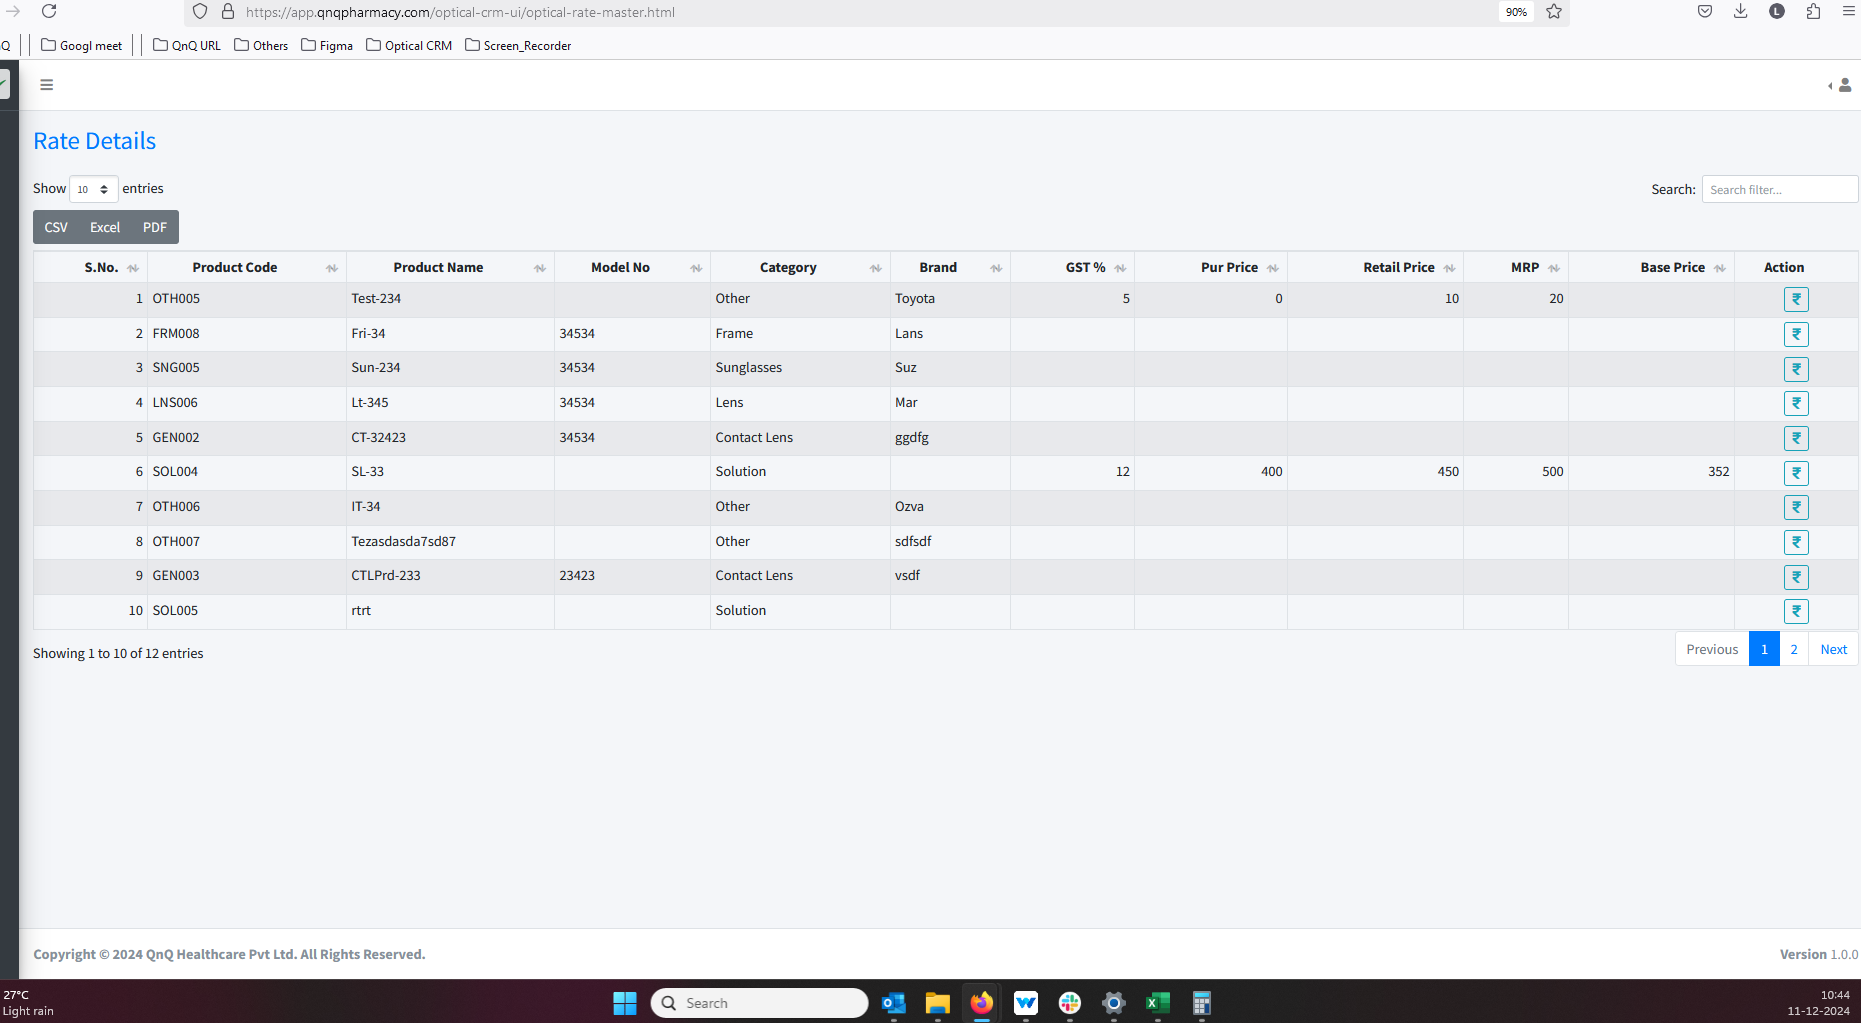 https://app.qnqpharmacy.com/optical-crm-ui/optical-rate-master.html 90% L
Q Googl meet QnQ URL Others Figma Optical CRM Screen_Recorder
Rate Details
Show 10 entries Search: Search filter...
CSV Excel PDF
S.No. Product Code Product Name Model No Category Brand GST % Pur Price Retail Price MRP Base Price Action
1 OTH005 Test-234 Other Toyota 5 0 10 20 ₹
2 FRM008 Fri-34 34534 Frame Lans ₹
3 SNG005 Sun-234 34534 Sunglasses Suz ₹
4 LNS006 Lt-345 34534 Lens Mar ₹
5 GEN002 CT-32423 34534 Contact Lens ggdfg ₹
6 SOL004 SL-33 Solution 12 400 450 500 352 ₹
7 OTH006 IT-34 Other Ozva ₹
8 OTH007 Tezasdasda7sd87 Other sdfsdf ₹
9 GEN003 CTLPrd-233 23423 Contact Lens vsdf ₹
10 SOL005 rtrt Solution ₹
Showing 1 to 10 of 12 entries Previous 1 2 Next
Copyright © 2024 QnQ Healthcare Pvt Ltd. All Rights Reserved. Version 1.0.0
27°C
Light rain
Search
10:44
11-12-2024